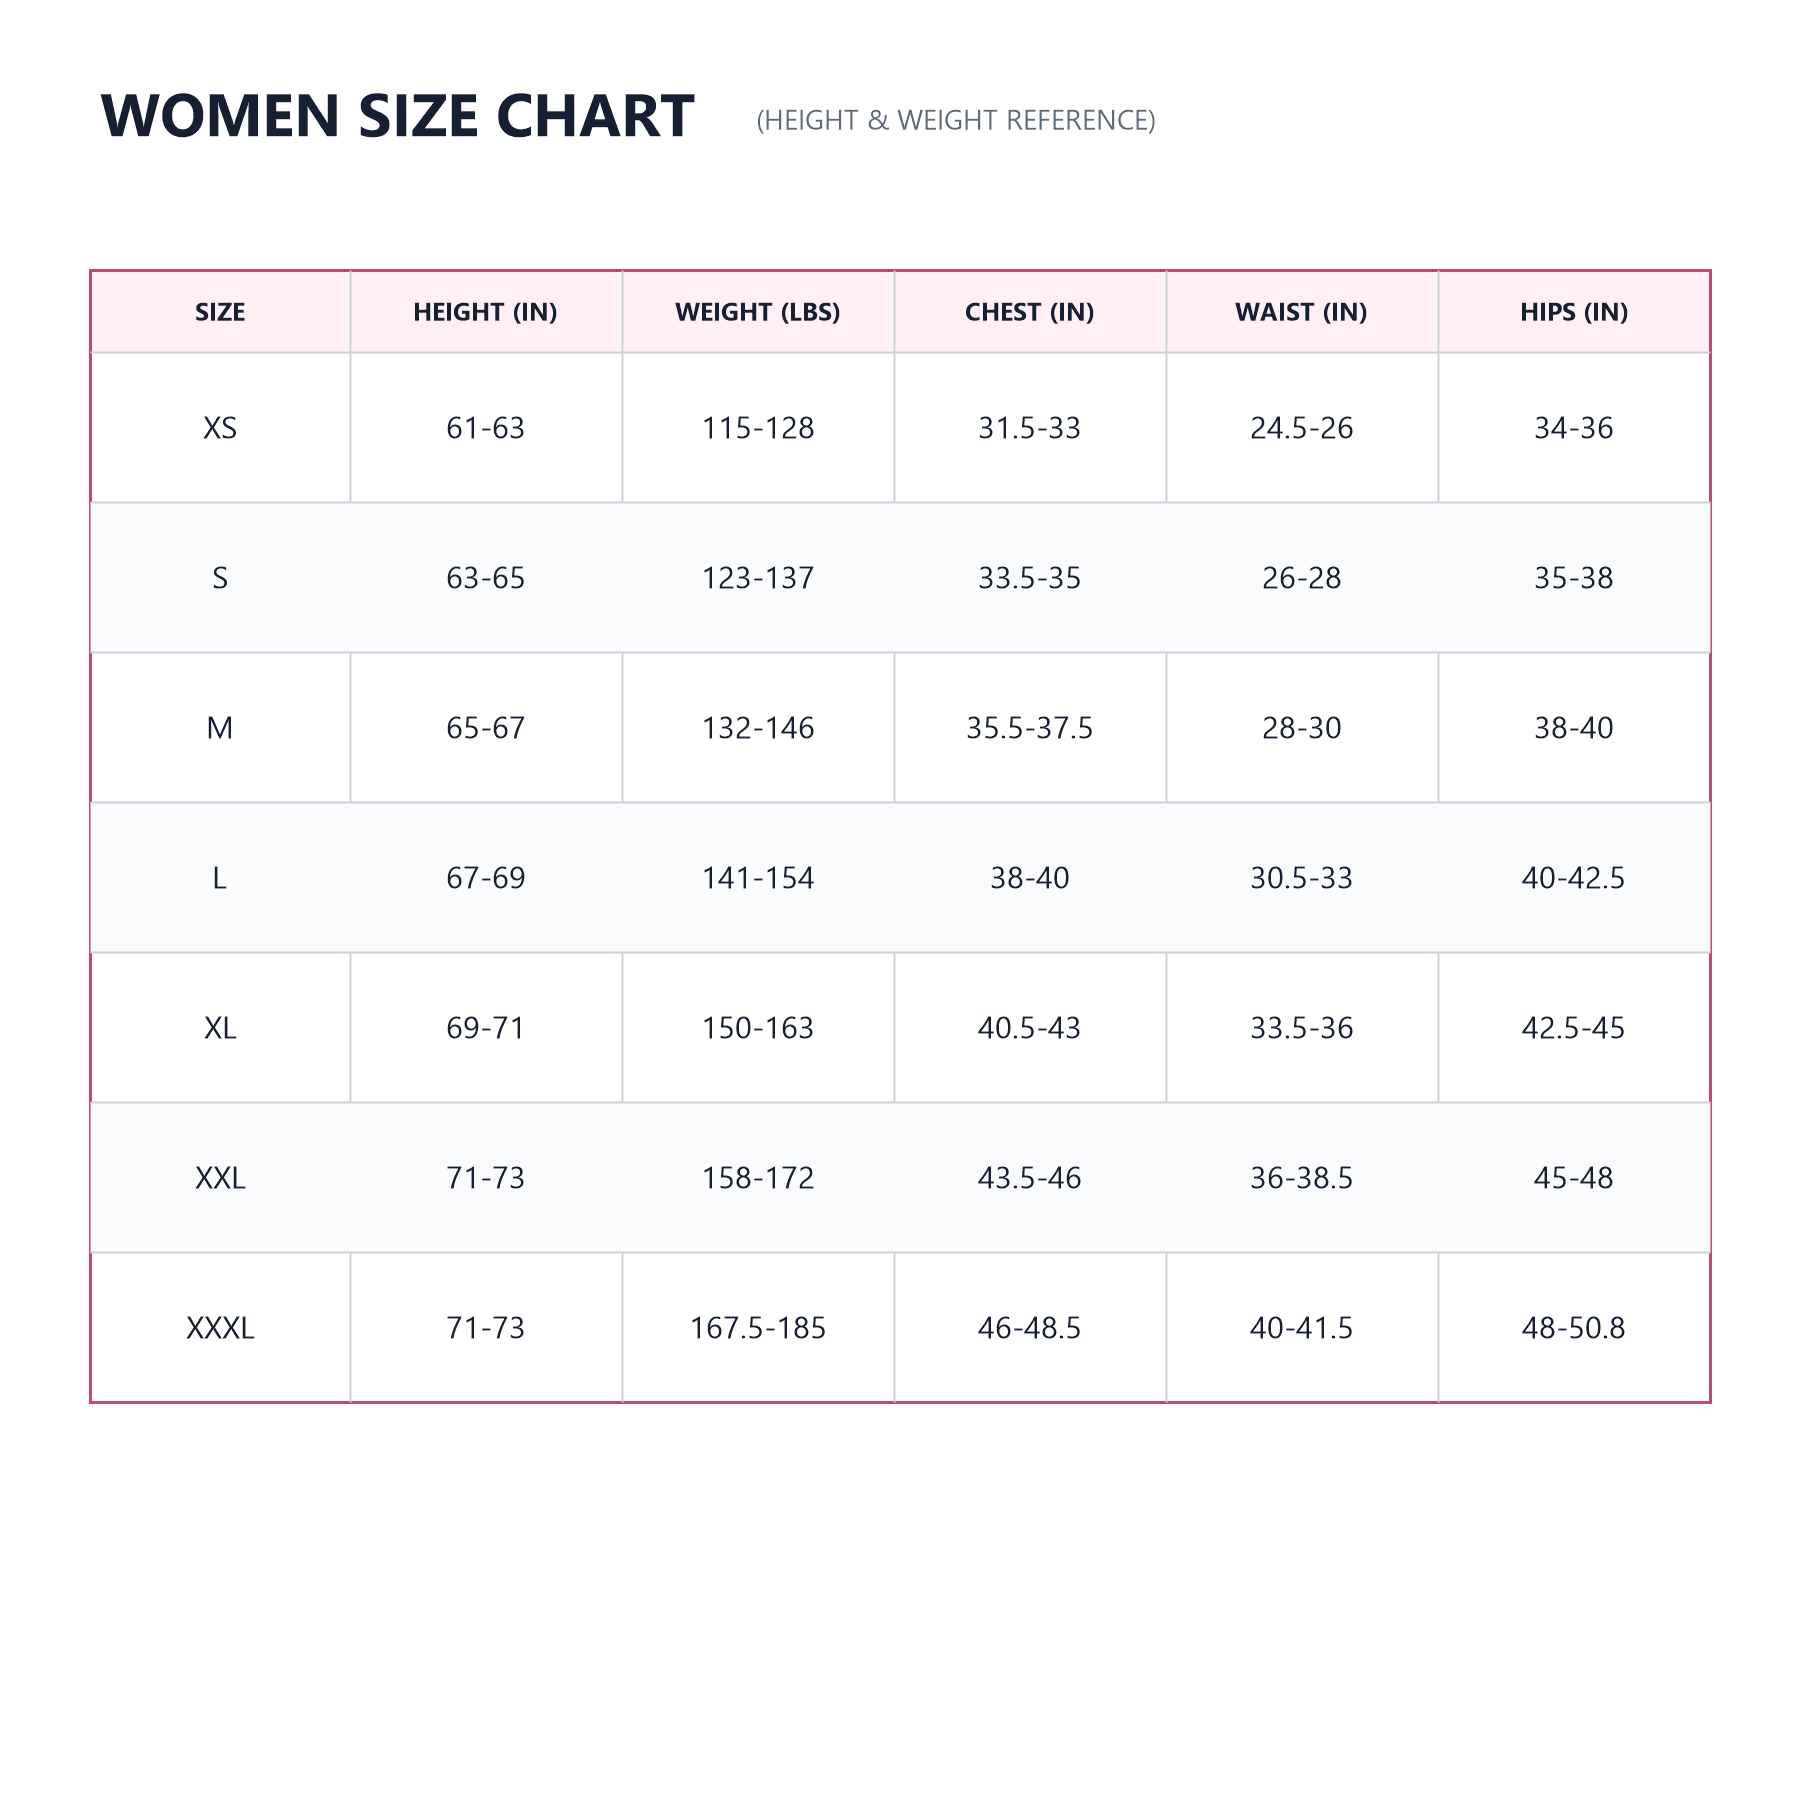 WOMEN SIZE CHART (HEIGHT & WEIGHT REFERENCE)
SIZE HEIGHT (IN) WEIGHT (LBS) CHEST (IN) WAIST (IN) HIPS (IN)
XS 61-63 115-128 31.5-33 24.5-26 34-36
S 63-65 123-137 33.5-35 26-28 35-38
M 65-67 132-146 35.5-37.5 28-30 38-40
L 67-69 141-154 38-40 30.5-33 40-42.5
XL 69-71 150-163 40.5-43 33.5-36 42.5-45
XXL 71-73 158-172 43.5-46 36-38.5 45-48
XXXL 71-73 167.5-185 46-48.5 40-41.5 48-50.8